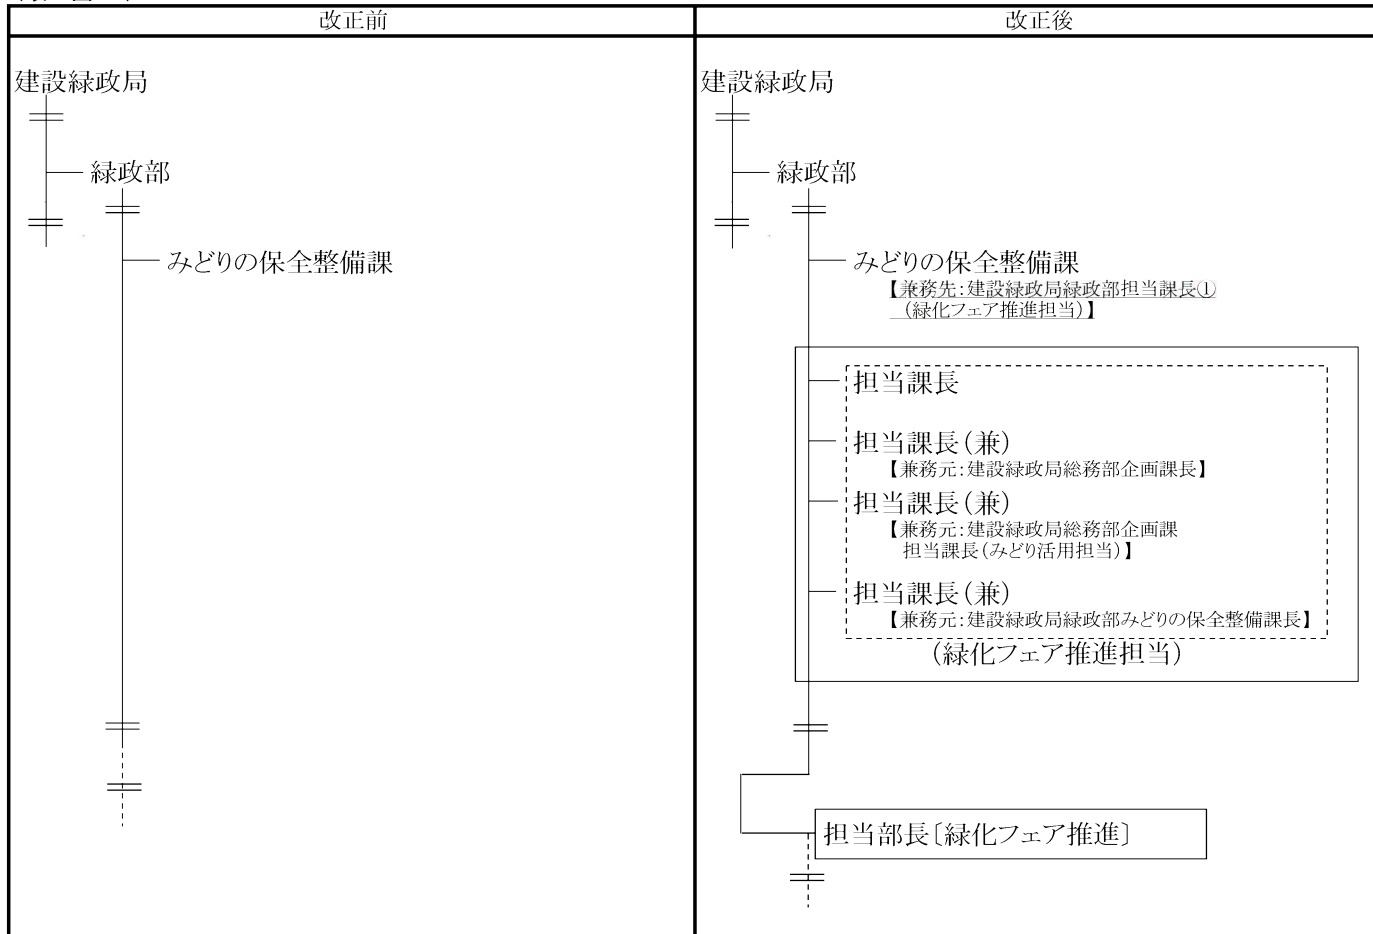 改正前
改正後
建設緑政局
緑政部
みどりの保全整備課
建設緑政局
緑政部
みどりの保全整備課
【兼務先:建設緑政局緑政部担当課長①
(緑化フェア推進担当)】
担当課長
担当課長(兼)
【兼務元:建設緑政局総務部企画課長】
担当課長(兼)
【兼務元:建設緑政局総務部企画課
担当課長(みどり活用担当)】
担当課長(兼)
【兼務元:建設緑政局緑政部みどりの保全整備課長】
(緑化フェア推進担当)
担当部長〔緑化フェア推進〕